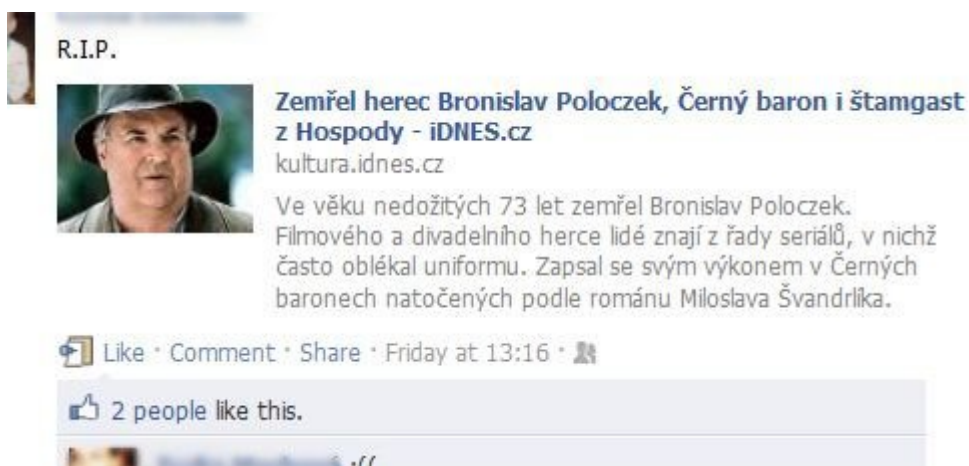 R.I.P.
Zemřel herec Bronislav Poloczek, Černý baron i štamgast
z Hospody - iDNES.cz
kultura.idnes.cz
Ve věku nedožitých 73 let zemřel Bronislav Poloczek.
Filmového a divadelního herce lidé znají z řady seriálů, v nichž
často oblékal uniformu. Zapsal se svým výkonem v Černých
baronech natočených podle románu Miloslava Švandrlíka.
Like · Comment · Share · Friday at 13:16 ·
2 people like this.
:((